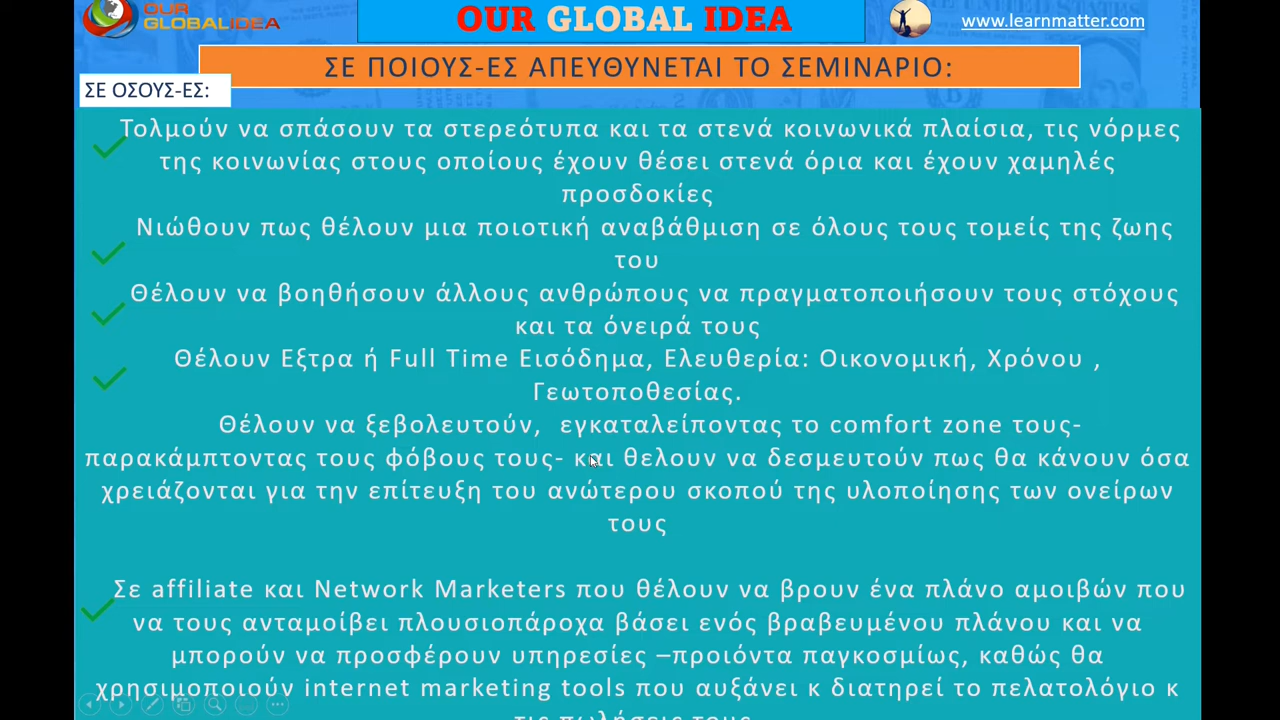 OUR
GLOBALIDEA
OUR GLOBAL IDEA
www.learnmatter.com
ΣΕ ΠΟΙΟΥΣ-ΕΣ ΑΠΕΥΘΥΝΕΤΑΙ ΤΟ ΣΕΜΙΝΑΡΙΟ:
ΣΕ ΟΣΟΥΣ-ΕΣ:
Τολμούν να σπάσουν τα στερεότυπα και τα στενά κοινωνικά πλαίσια, τις νόρμες
της κοινωνίας στους οποίους έχουν θέσει στενά όρια και έχουν χαμηλές
προσδοκίες
Νιώθουν πως θέλουν μια ποιοτική αναβάθμιση σε όλους τους τομείς της ζωης
του
Θέλουν να βοηθήσουν άλλους ανθρώπους να πραγματοποιήσουν τους στόχους
και τα όνειρά τους
Θέλουν Εξτρα ή Full Time Εισόδημα, Ελευθερία: Οικονομική, Χρόνου ,
Γεωτοποθεσίας.
Θέλουν να ξεβολευτούν, εγκαταλείποντας το comfort zone τους-
παρακάμπτοντας τους φόβους τους- και θελουν να δεσμευτούν πως θα κάνουν όσα
χρειάζονται για την επίτευξη του ανώτερου σκοπού της υλοποίησης των ονείρων
τους
Σε affiliate και Network Marketers που θέλουν να βρουν ένα πλάνο αμοιβών που
να τους ανταμοίβει πλουσιοπάροχα βάσει ενός βραβευμένου πλάνου και να
μπορούν να προσφέρουν υπηρεσίες –προιόντα παγκοσμίως, καθώς θα
χρησιμοποιούν internet marketing tools που αυξάνει κ διατηρεί το πελατολόγιο κ
τις πωλήσεις τους